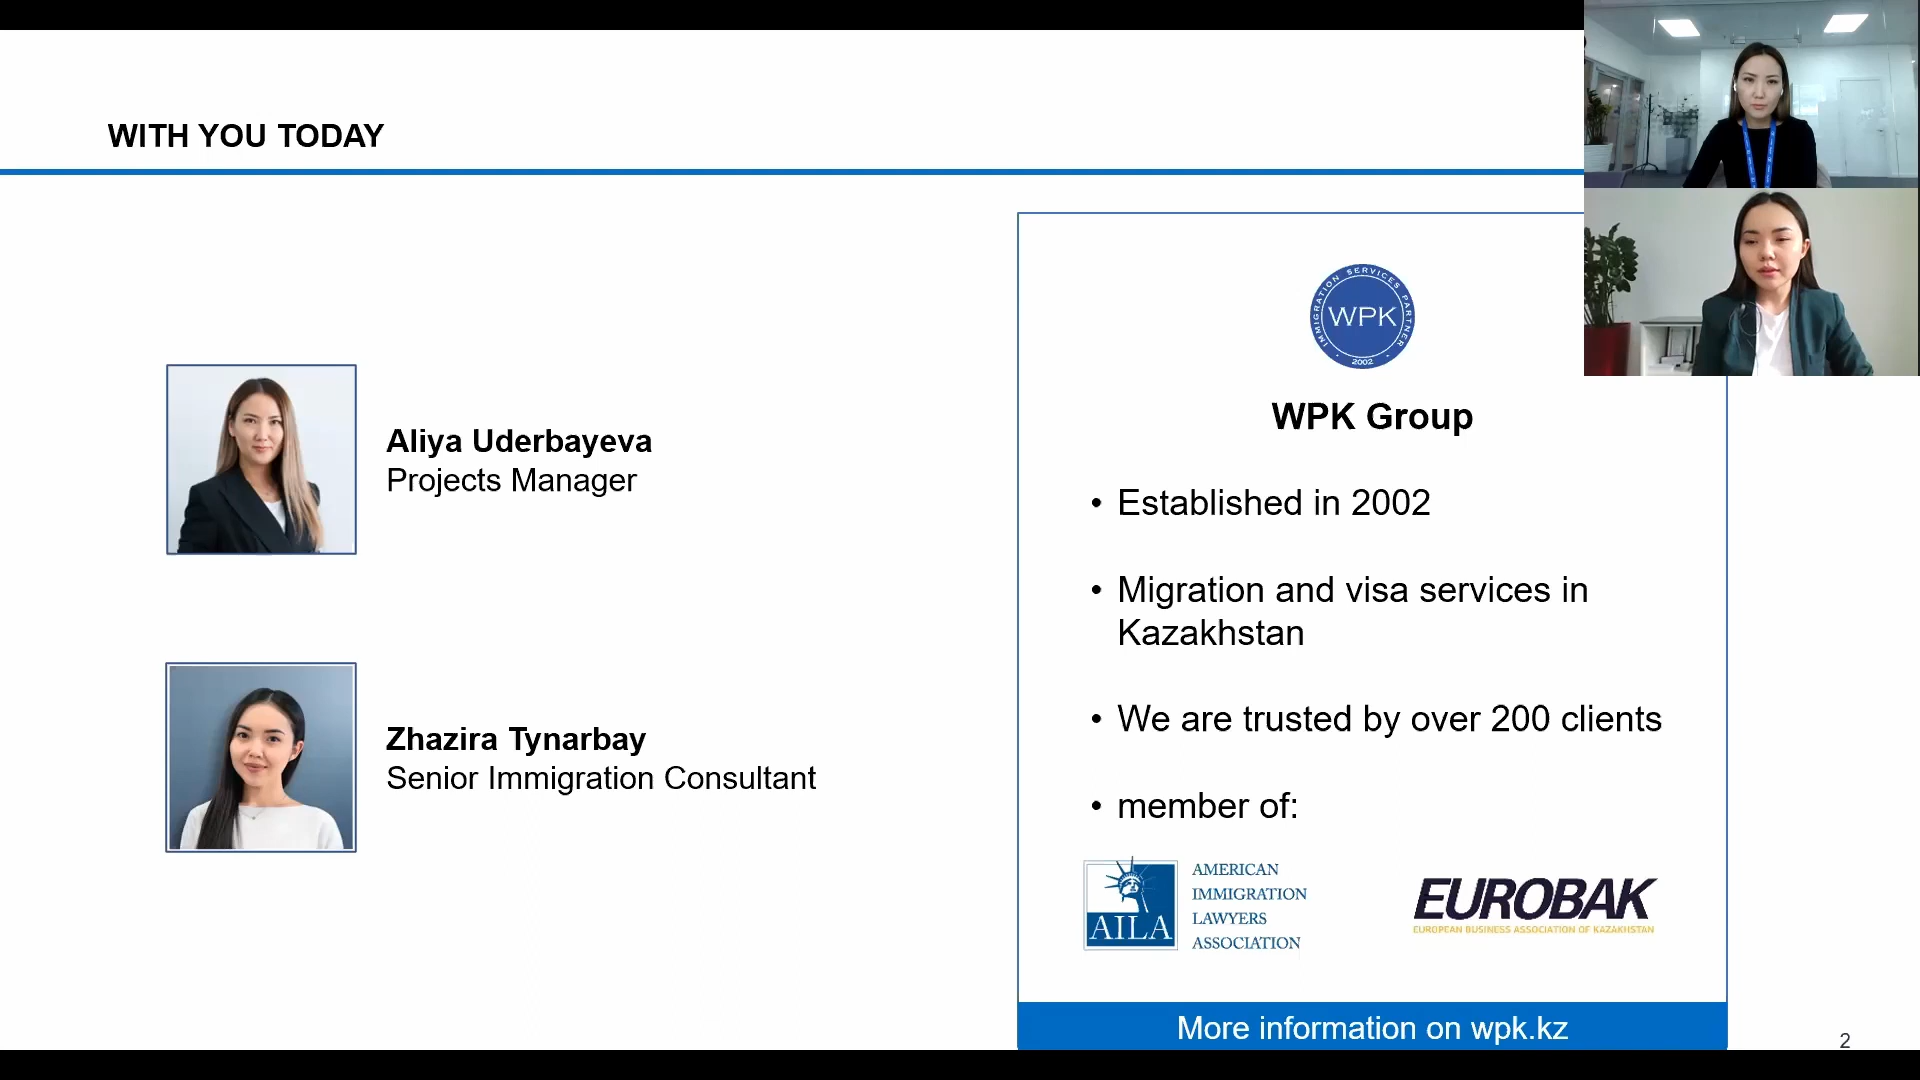 WITH YOU TODAY
Aliya Uderbayeva
Projects Manager
Zhazira Tynarbay
Senior Immigration Consultant
IMMIGRATION SERVICES PARTNER
WPK
2002
WPK Group
• Established in 2002
• Migration and visa services in
Kazakhstan
• We are trusted by over 200 clients
• member of:
AILA
AMERICAN
IMMIGRATION
LAWYERS
ASSOCIATION
EUROBAK
EUROPEAN BUSINESS ASSOCIATION OF KAZAKHSTAN
More information on wpk.kz
2